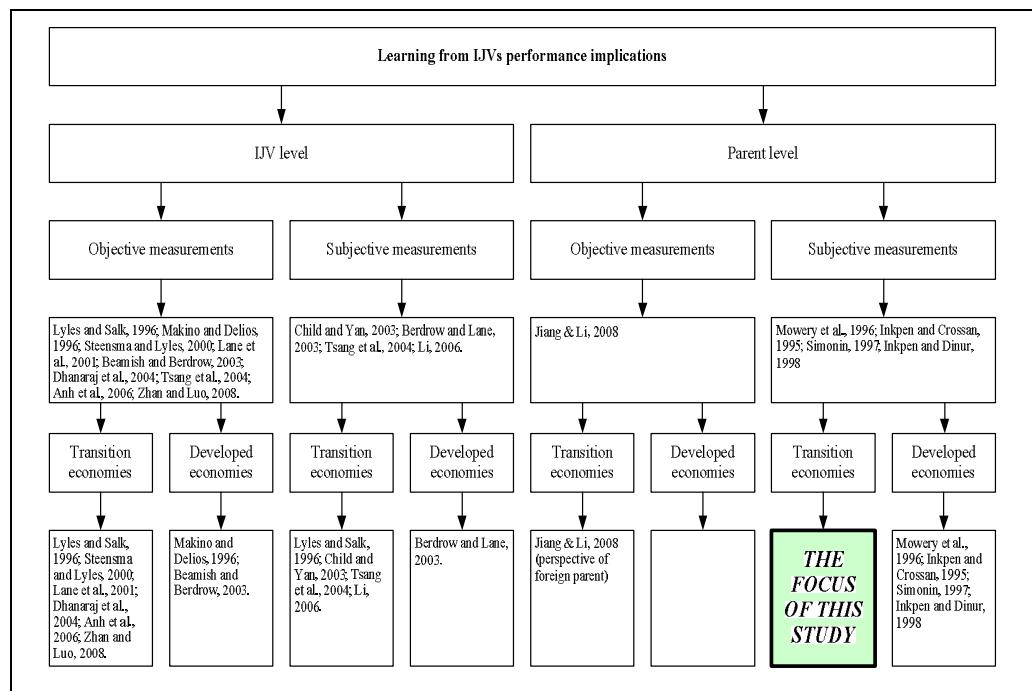 Learning from IJVs performance implications
IJV level
Parent level
Objective measurements
Subjective measurements
Objective measurements
Subjective measurements
Lyles and Salk, 1996; Makino and Delios,
1996; Steensma and Lyles, 2000; Lane et
al., 2001; Beamish and Berdrow, 2003;
Dhanaraj et al., 2004; Tsang et al., 2004;
Anh et al., 2006; Zhan and Luo, 2008.
Child and Yan, 2003; Berdrow and Lane,
2003; Tsang et al., 2004; Li, 2006.
Jiang & Li, 2008
Mowery et al., 1996; Inkpen and Crossan,
1995; Simonin, 1997; Inkpen and Dinur,
1998
Transition
economies
Developed
economies
Transition
economies
Developed
economies
Transition
economies
Developed
economies
Transition
economies
Developed
economies
Lyles and Salk,
1996; Steensma
and Lyles, 2000;
Lane et al., 2001;
Dhanaraj et al.,
2004; Anh et al.,
2006; Zhan and
Luo, 2008.
Makino and
Delios, 1996;
Beamish and
Berdrow, 2003.
Lyles and Salk,
1996; Child and
Yan, 2003; Tsang
et al., 2004; Li,
2006.
Berdrow and Lane,
2003.
Jiang & Li, 2008
(perspective of
foreign parent)
THE
FOCUS
OF THIS
STUDY
Mowery et al.,
1996; Inkpen and
Crossan, 1995;
Simonin, 1997;
Inkpen and Dinur,
1998